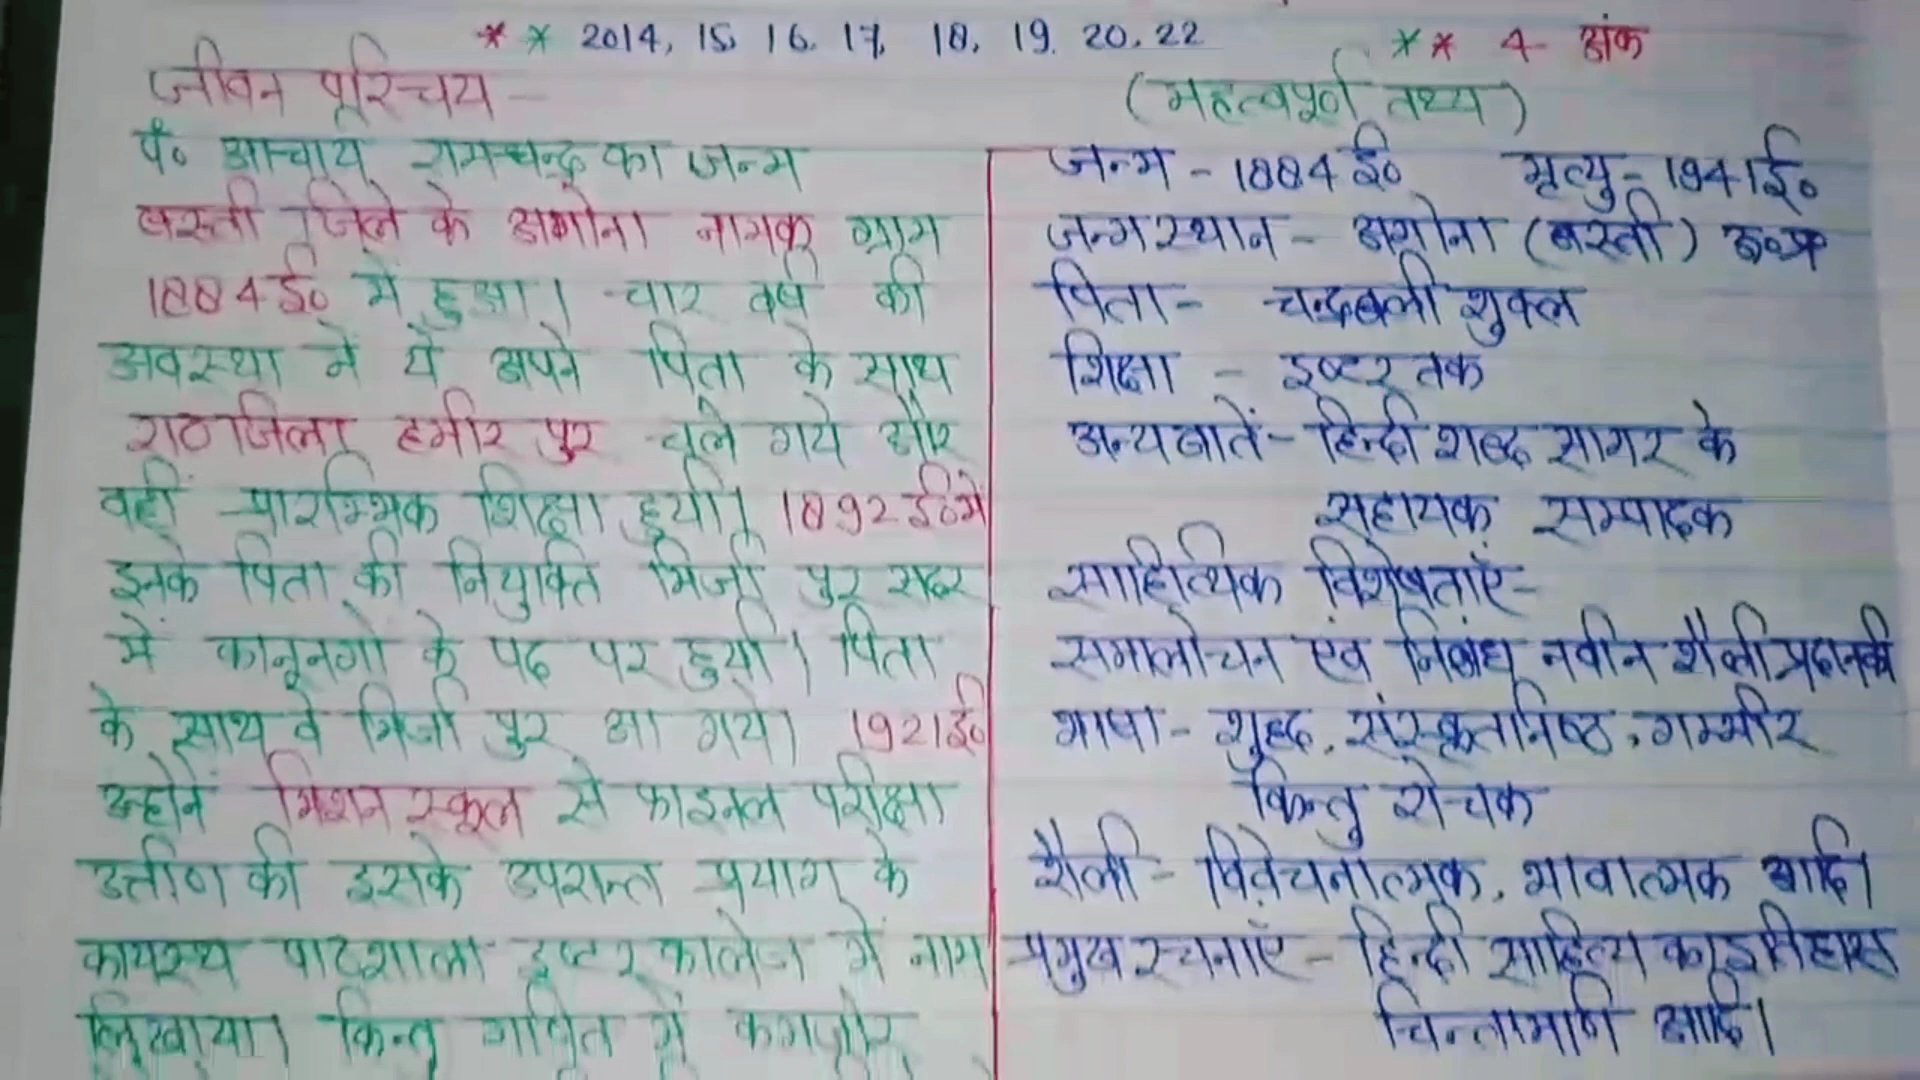 ** 2014, 15, 16, 17, 18, 19, 20, 22 ** 4- अंक
जीवन परिचय -
पं० आचार्य रामचन्द्र का जन्म
बस्ती जिले के अगोना नामक ग्राम
1884 ई० में हुआ। चार वर्ष की
अवस्था में ये अपने पिता के साथ
राठ जिला हमीर पुर चले गये और
वहीं प्रारम्भिक शिक्षा हुयी। 1892 ई० में
इनके पिता की नियुक्ति मिर्जा पुर सदर
में कानूनगो के पद पर हुयी। पिता
के साथ वे मिर्जा पुर आ गये। 1921 ई०
उन्होंने मिशन स्कूल से फाइनल परीक्षा
उत्तीण की इसके उपरान्त प्रयाग के
कायस्थ पाठशाला इण्टर कालेज में नाम
लिखाया। किन्तु गणित में कमजोर
(महत्वपूर्ण तथ्य)
जन्म - 1884 ई० मृत्यु - 1941 ई०
जन्म स्थान - अगोना (बस्ती) उ०प्र
पिता - चन्द्रबली शुक्ल
शिक्षा - इण्टर तक
अन्य बातें - हिन्दी शब्द सागर के
सहायक सम्पादक
साहित्यिक विशेषताएँ -
समालोचन एवं निबंध नवीन शैली प्रदान की
भाषा - शुद्ध, संस्कृतनिष्ठ, गम्भीर
किन्तु रोचक
शैली - विवेचनात्मक, भावात्मक आदि।
प्रमुख रचनाएँ - हिन्दी साहित्य का इतिहास
चिन्तामणि आदि।